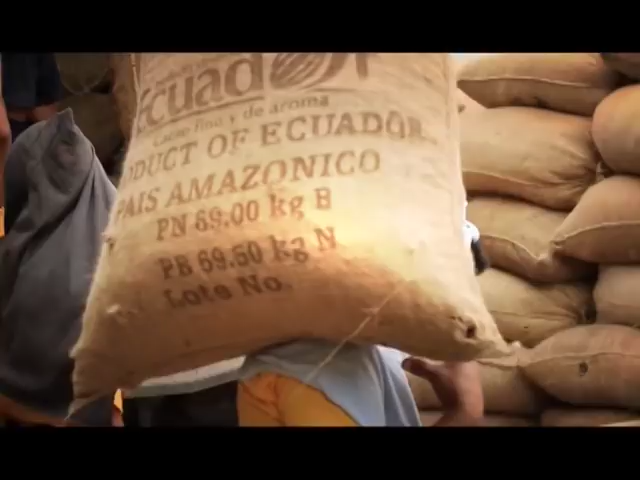 Ecuador
cacao fino y de aroma
ODUCT OF ECUADOR
PAIS AMAZONICO
PN 69.00 kg B
PB 69.60 kg N
Lote No.